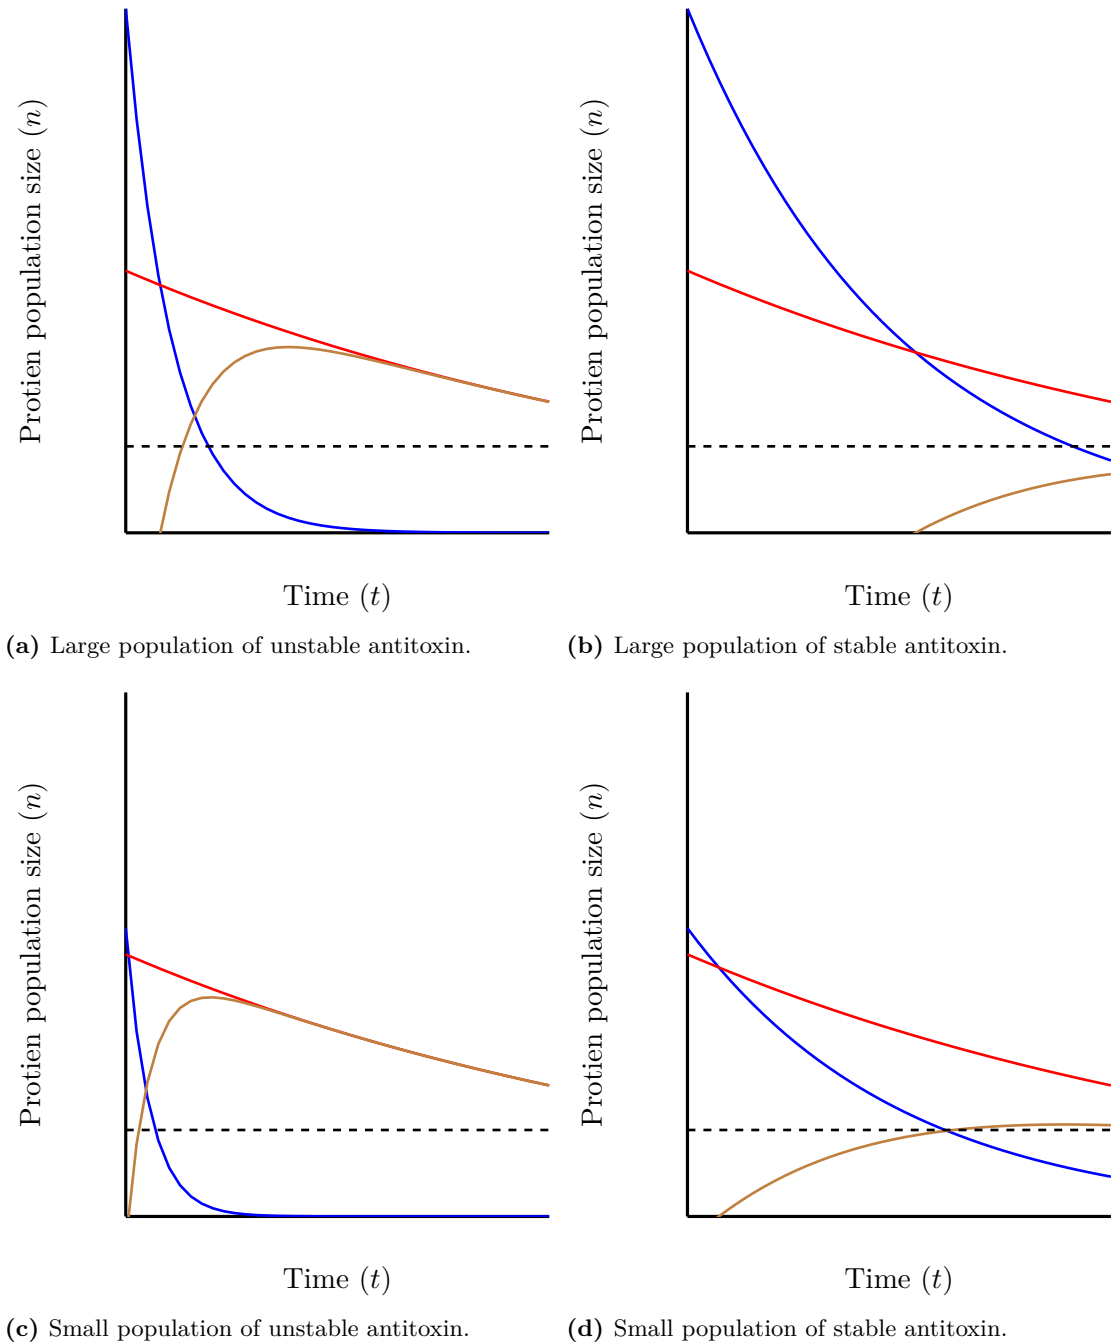 Protien population size (n)
Time (t)
(a) Large population of unstable antitoxin.
Protien population size (n)
Time (t)
(b) Large population of stable antitoxin.
Protien population size (n)
Time (t)
(c) Small population of unstable antitoxin.
Protien population size (n)
Time (t)
(d) Small population of stable antitoxin.